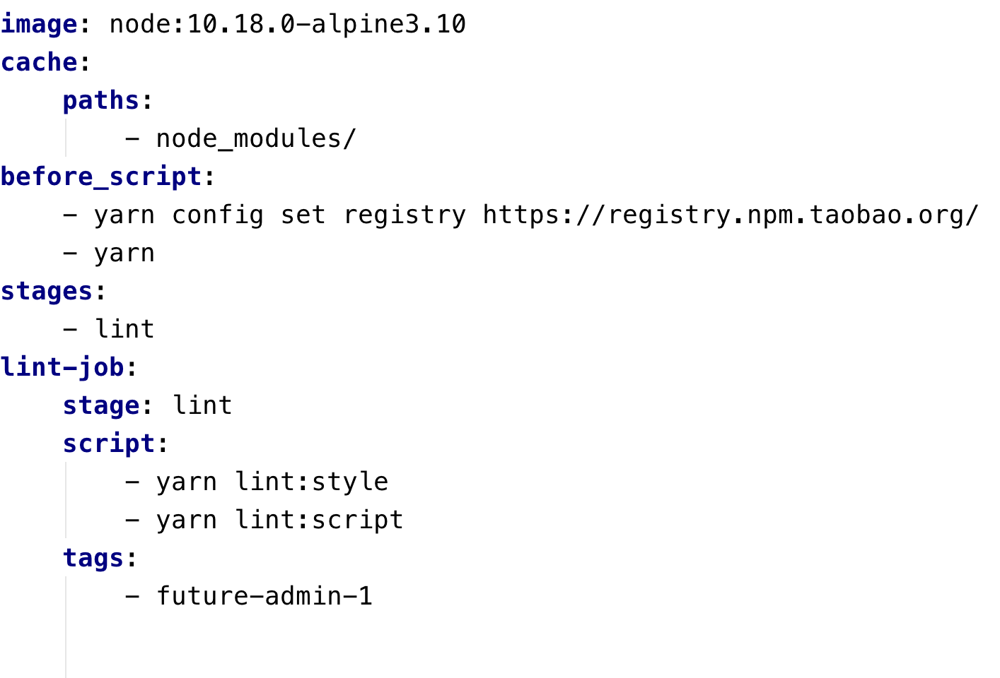 image: node:10.18.0-alpine3.10
cache:
    paths:
        - node_modules/
before_script:
    - yarn config set registry https://registry.npm.taobao.org/
    - yarn
stages:
    - lint
lint-job:
    stage: lint
    script:
        - yarn lint:style
        - yarn lint:script
    tags:
        - future-admin-1